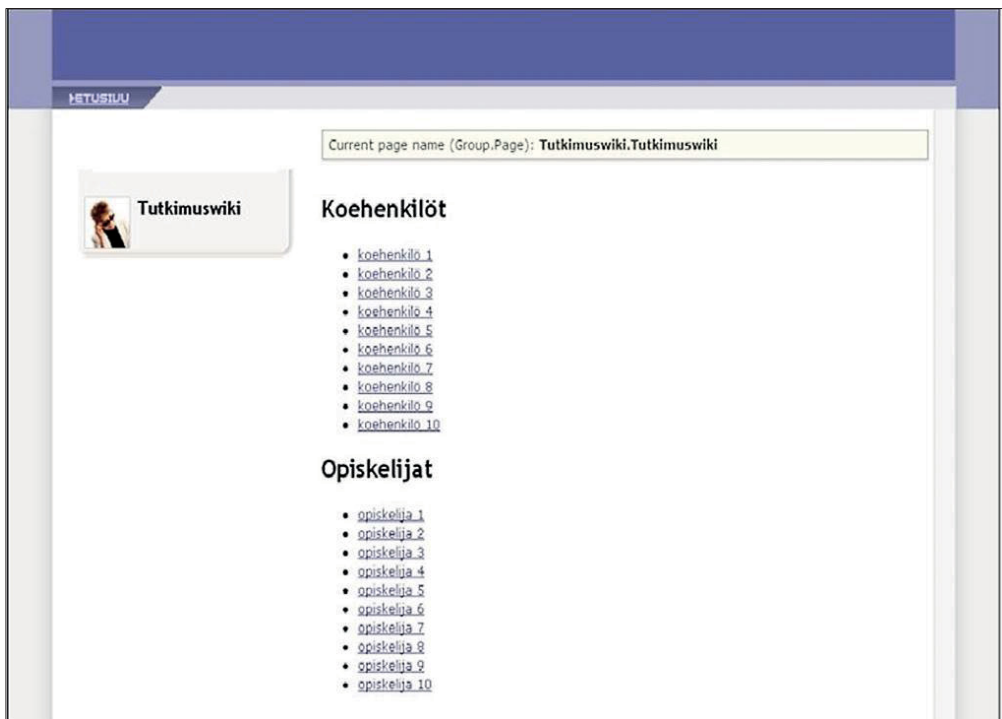 ETUSIVU
Current page name (Group.Page): Tutkimuswiki.Tutkimuswiki
Tutkimuswiki
Koehenkilöt
koehenkilö 1
koehenkilö 2
koehenkilö 3
koehenkilö 4
koehenkilö 5
koehenkilö 6
koehenkilö 7
koehenkilö 8
koehenkilö 9
koehenkilö 10
Opiskelijat
opiskelija 1
opiskelija 2
opiskelija 3
opiskelija 4
opiskelija 5
opiskelija 6
opiskelija 7
opiskelija 8
opiskelija 9
opiskelija 10